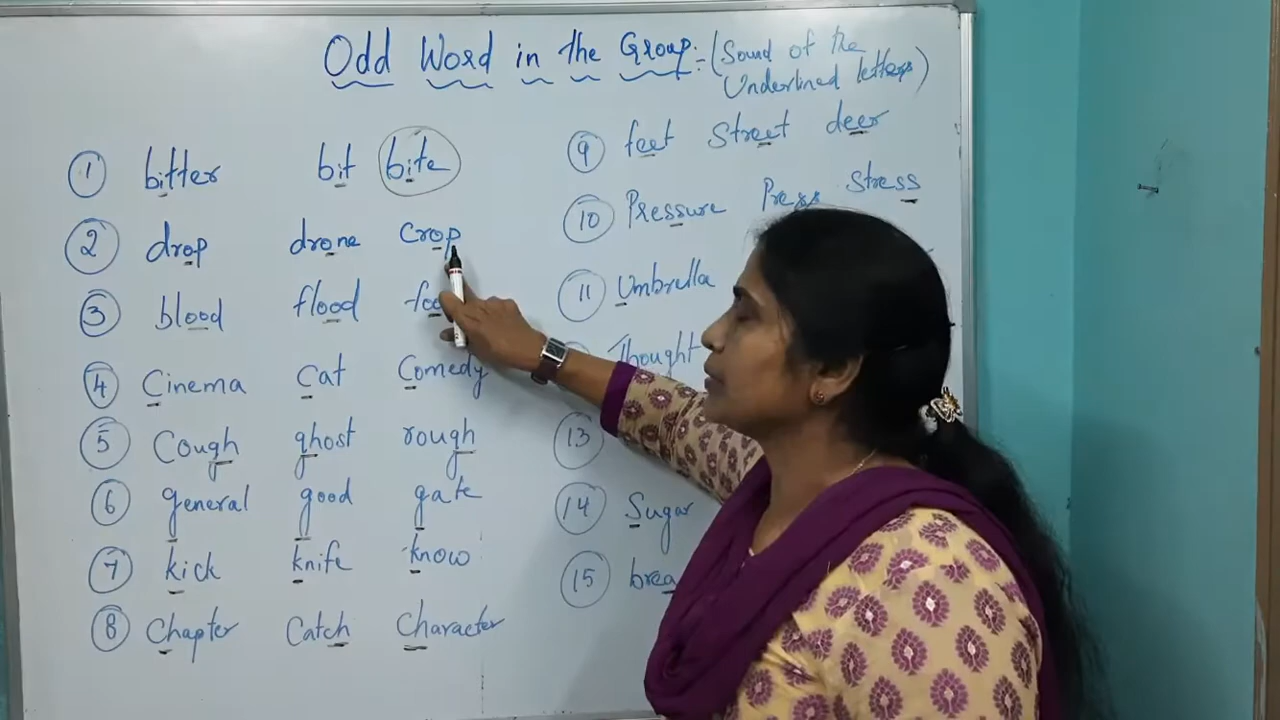 Odd Word in the Group:- (Sound of the
Underlined letters)
1 bitter bit bite
2 drop drone Crop
3 blood flood
4 Cinema Cat Comedy
5 Cough ghost rough
6 general good gate
7 kick knife know
8 Chapter Catch Character
9 feet Street deer
10 Pressure Press Stress
11 Umbrella
Thought
13
14 Sugar
15